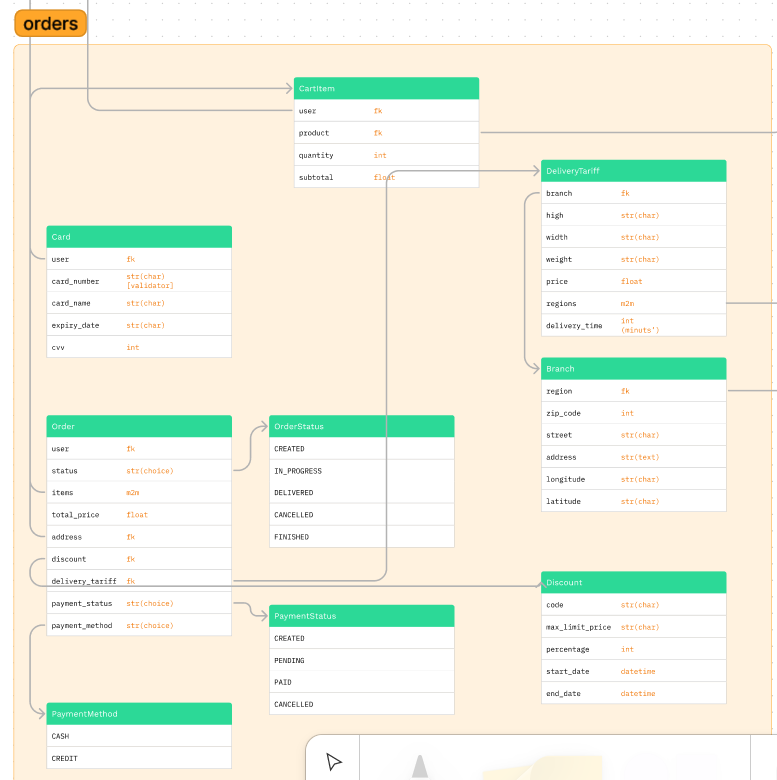 orders
CartItem
user fk
product fk
quantity int
subtotal float
DeliveryTariff
branch fk
high str(char)
width str(char)
weight str(char)
price float
regions m2m
delivery_time int
(minuts')
Card
user fk
card_number str(char)
[validator]
card_name str(char)
expiry_date str(char)
cvv int
Branch
region fk
zip_code int
street str(char)
address str(text)
longitude str(char)
latitude str(char)
Order
user fk
status str(choice)
items m2m
total_price float
address fk
discount fk
delivery_tariff fk
payment_status str(choice)
payment_method str(choice)
OrderStatus
CREATED
IN_PROGRESS
DELIVERED
CANCELLED
FINISHED
Discount
code str(char)
max_limit_price str(char)
percentage int
start_date datetime
end_date datetime
PaymentStatus
CREATED
PENDING
PAID
CANCELLED
PaymentMethod
CASH
CREDIT